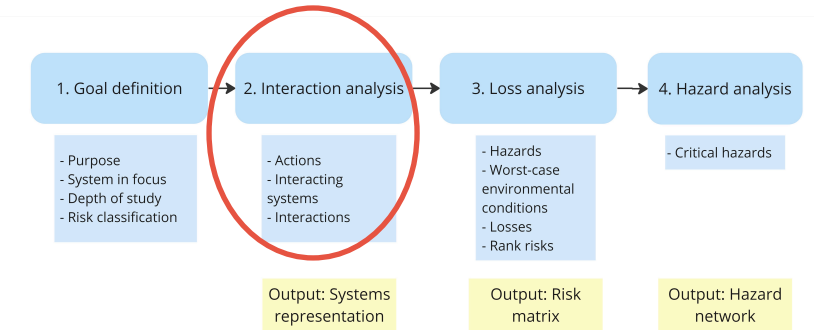 1. Goal definition
2. Interaction analysis
3. Loss analysis
4. Hazard analysis
- Purpose
- System in focus
- Depth of study
- Risk classification
- Actions
- Interacting
systems
- Interactions
- Hazards
- Worst-case
environmental
conditions
- Losses
- Rank risks
- Critical hazards
Output: Systems
representation
Output: Risk
matrix
Output: Hazard
network